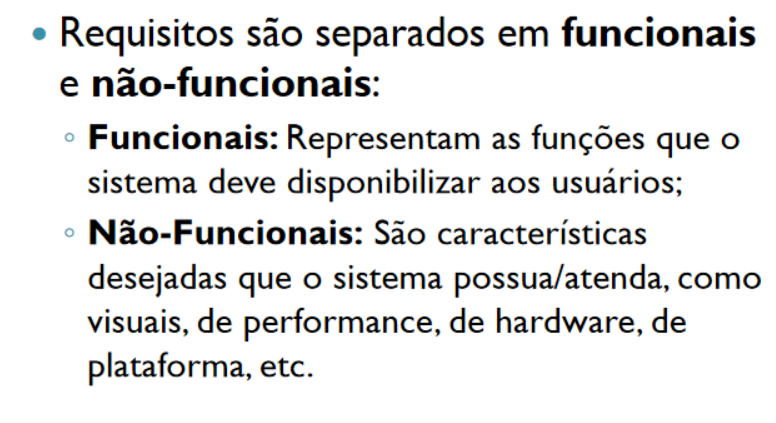 • Requisitos são separados em funcionais
e não-funcionais:
◦ Funcionais: Representam as funções que o
sistema deve disponibilizar aos usuários;
◦ Não-Funcionais: São características
desejadas que o sistema possua/atenda, como
visuais, de performance, de hardware, de
plataforma, etc.